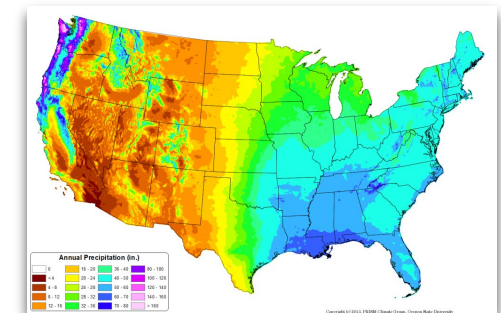 Annual Precipitation (in.)
0 16 - 20 36 - 40 80 - 100
< 4 20 - 24 40 - 50 100 - 120
4 - 8 24 - 28 50 - 60 120 - 140
8 - 12 28 - 32 60 - 70 140 - 160
12 - 16 32 - 36 70 - 80 > 160
Copyright (c) 2015, PRISM Climate Group, Oregon State University